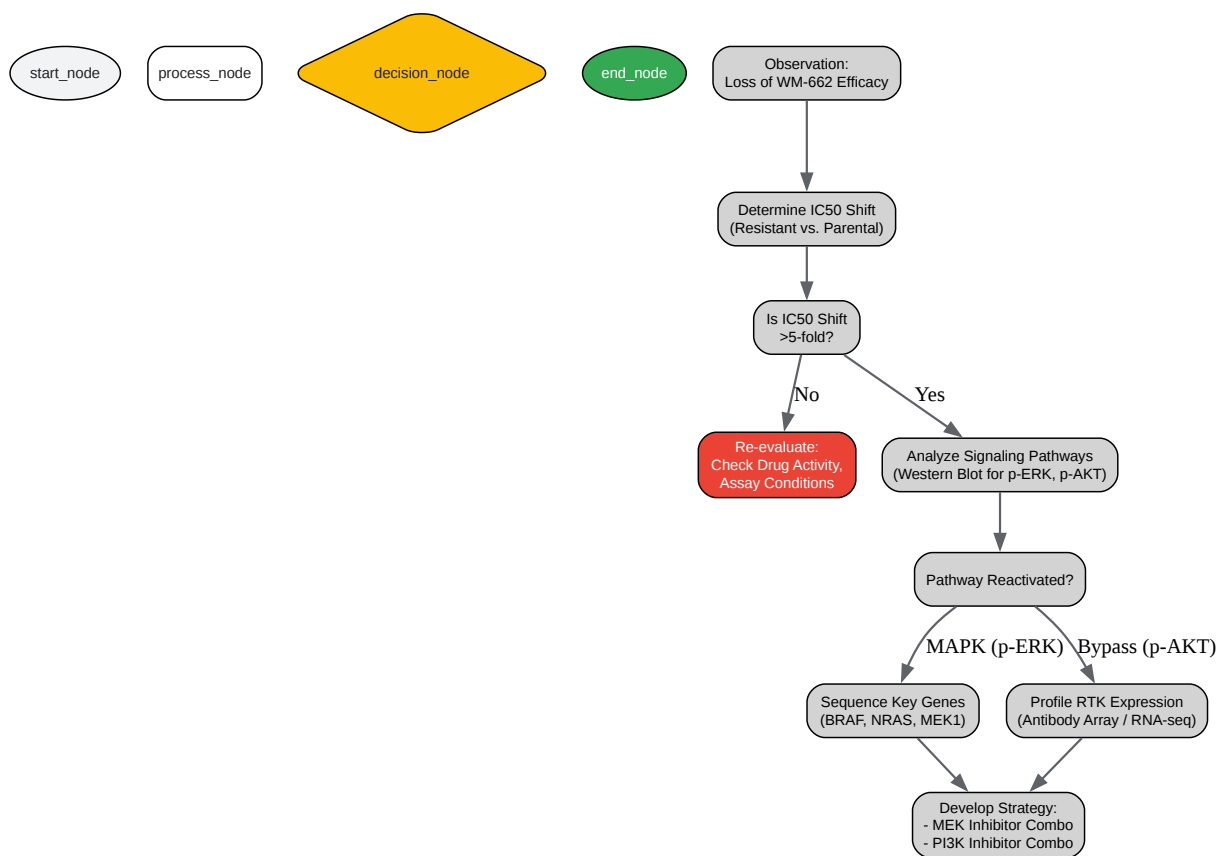 start_node
process_node
decision_node
end_node
Observation:
Loss of WM-662 Efficacy
Determine IC50 Shift
(Resistant vs. Parental)
Is IC50 Shift
>5-fold?
No
Yes
Re-evaluate:
Check Drug Activity,
Assay Conditions
Analyze Signaling Pathways
(Western Blot for p-ERK, p-AKT)
Pathway Reactivated?
MAPK (p-ERK)
Bypass (p-AKT)
Sequence Key Genes
(BRAF, NRAS, MEK1)
Profile RTK Expression
(Antibody Array / RNA-seq)
Develop Strategy:
- MEK Inhibitor Combo
- PI3K Inhibitor Combo